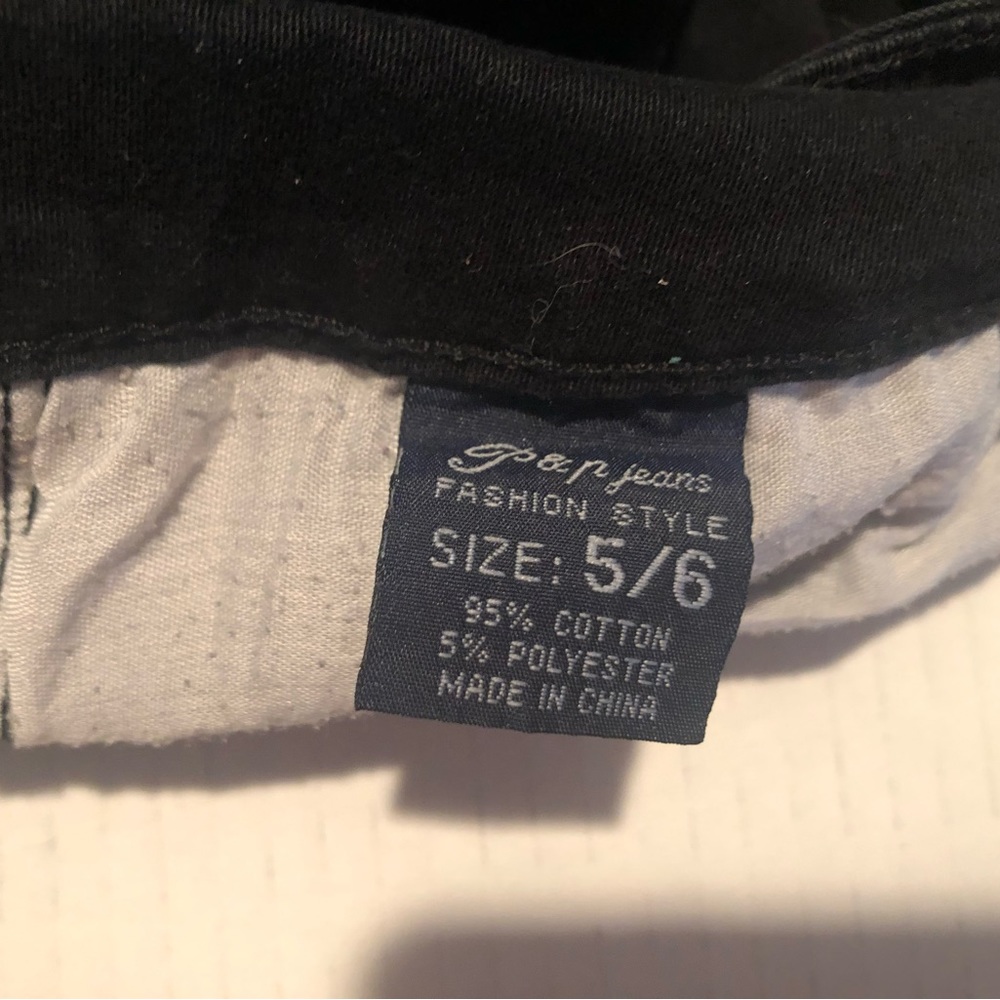 P&P jeans
FASHION STYLE
SIZE: 5/6
95% COTTON
5% POLYESTER
MADE IN CHINA